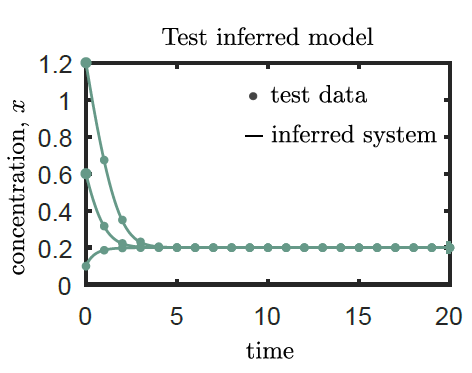 Test inferred model
1.2
1
0.8
0.6
0.4
0.2
0
concentration, x
test data
inferred system
0 5 10 15 20
time